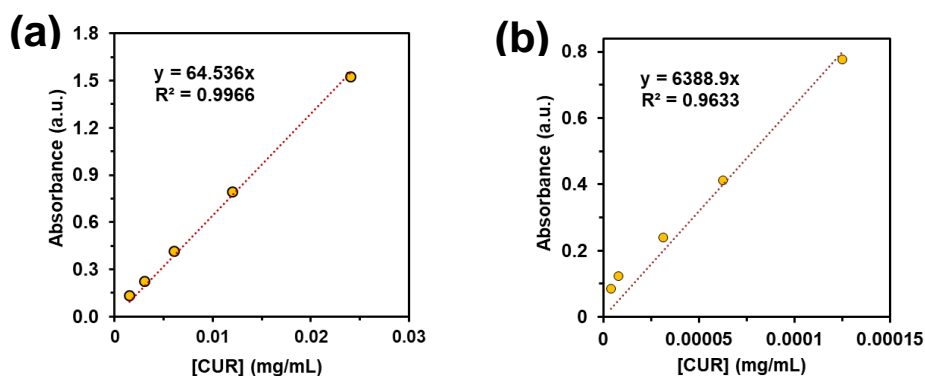 (a)
1.8
1.5
1.2
0.9
0.6
0.3
0.0
Absorbance (a.u.)
y = 64.536x
R² = 0.9966
0
0.01
0.02
0.03
[CUR] (mg/mL)
(b)
0.8
0.6
0.4
0.2
0
Absorbance (a.u.)
y = 6388.9x
R² = 0.9633
0
0.00005
0.0001
0.00015
[CUR] (mg/mL)